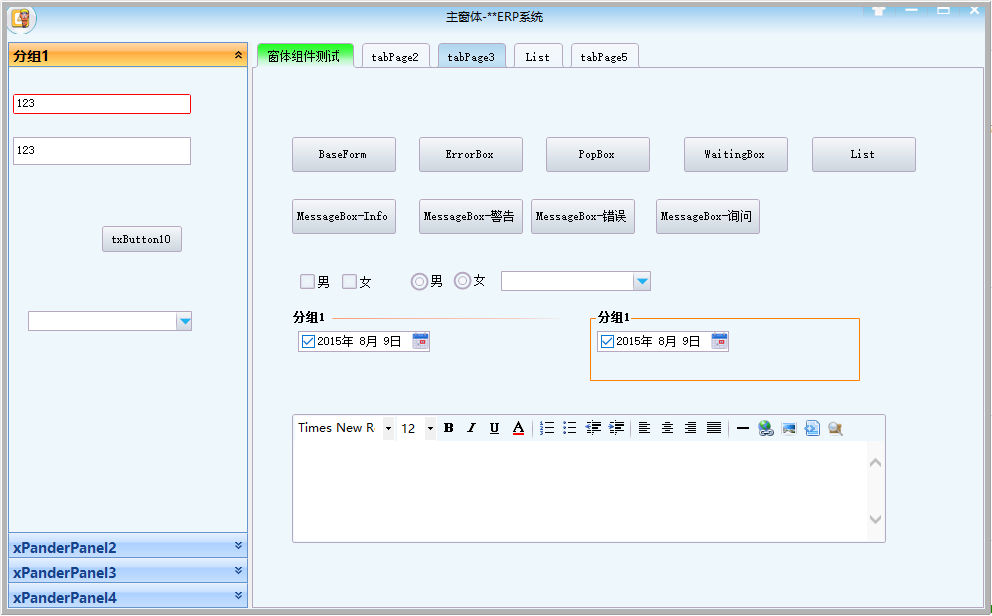 主窗体-**ERP系统
分组1
123
123
txButton10
xPanderPanel2
xPanderPanel3
xPanderPanel4
窗体组件测试 tabPage2 tabPage3 List tabPage5
BaseForm ErrorBox PopBox WaitingBox List
MessageBox-Info MessageBox-警告 MessageBox-错误 MessageBox-询问
男 女 男 女
分组1 分组1
2015年 8月 9日 2015年 8月 9日
Times New R 12 B I U A